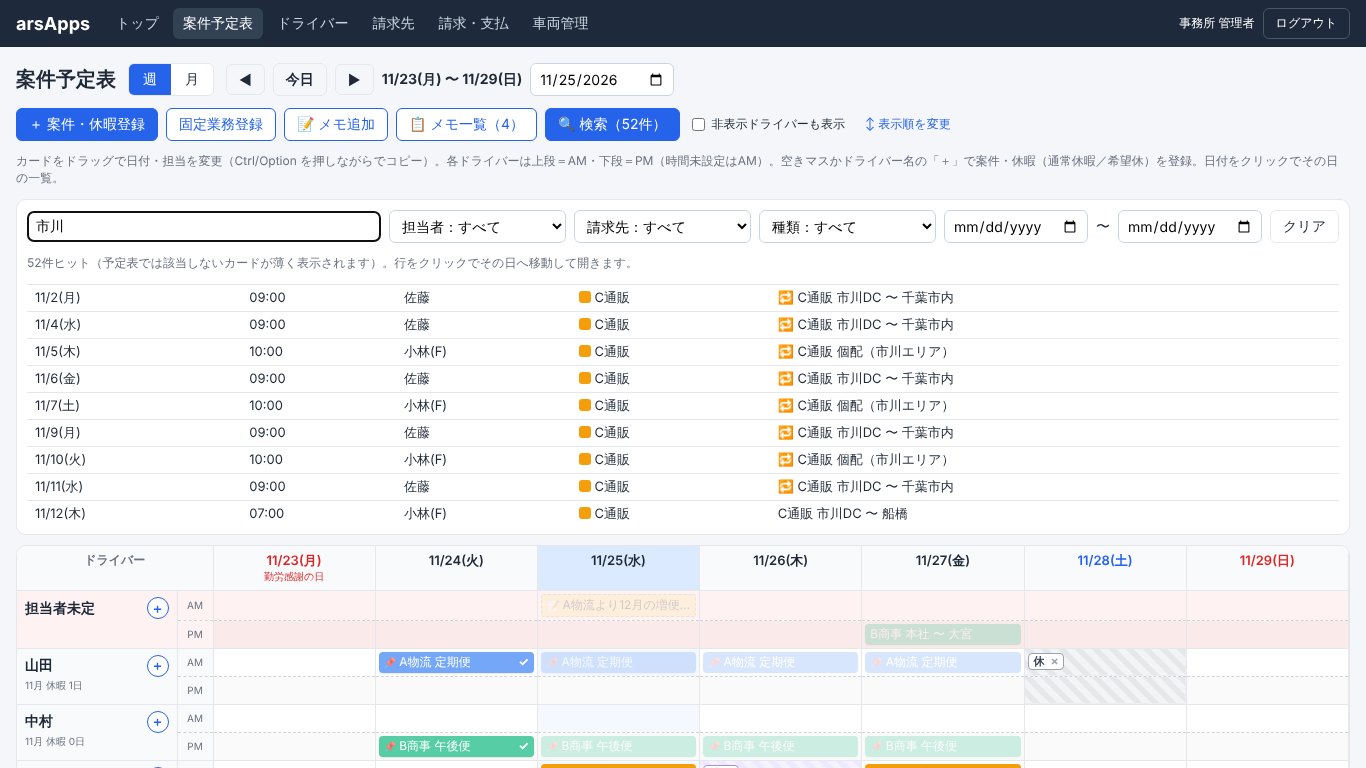 arsApps トップ 案件予定表 ドライバー 請求先 請求・支払 車両管理 事務所 管理者 ログアウト
案件予定表 週 月 ◀ 今日 ▶ 11/23(月) 〜 11/29(日) 11/25/2026
＋ 案件・休暇登録 固定業務登録 📝 メモ追加 📋 メモ一覧（4） 🔍 検索（52件） 非表示ドライバーも表示 ↕ 表示順を変更
カードをドラッグで日付・担当を変更（Ctrl/Option を押しながらでコピー）。各ドライバーは上段＝AM・下段＝PM（時間未設定はAM）。空きマスかドライバー名の「＋」で案件・休暇（通常休暇／希望休）を登録。日付をクリックでその日
の一覧。
市川 担当者：すべて 請求先：すべて 種類：すべて mm/dd/yyyy 〜 mm/dd/yyyy クリア
52件ヒット（予定表では該当しないカードが薄く表示されます）。行をクリックでその日へ移動して開きます。
11/2(月) 09:00 佐藤 C通販 🔁 C通販 市川DC 〜 千葉市内
11/4(水) 09:00 佐藤 C通販 🔁 C通販 市川DC 〜 千葉市内
11/5(木) 10:00 小林(F) C通販 🔁 C通販 個配（市川エリア）
11/6(金) 09:00 佐藤 C通販 🔁 C通販 市川DC 〜 千葉市内
11/7(土) 10:00 小林(F) C通販 🔁 C通販 個配（市川エリア）
11/9(月) 09:00 佐藤 C通販 🔁 C通販 市川DC 〜 千葉市内
11/10(火) 10:00 小林(F) C通販 🔁 C通販 個配（市川エリア）
11/11(水) 09:00 佐藤 C通販 🔁 C通販 市川DC 〜 千葉市内
11/12(木) 07:00 小林(F) C通販 C通販 市川DC 〜 船橋
ドライバー 11/23(月) 11/24(火) 11/25(水) 11/26(木) 11/27(金) 11/28(土) 11/29(日)
勤労感謝の日
担当者未定 + AM 📝 A物流より12月の増便…
PM B商事 本社 〜 大宮
山田 + AM 📌 A物流 定期便 ✓ 📌 A物流 定期便 📌 A物流 定期便 📌 A物流 定期便 休 ×
11月 休暇 1日 PM
中村 + AM
11月 休暇 0日 PM 📌 B商事 午後便 ✓ 📌 B商事 午後便 📌 B商事 午後便 📌 B商事 午後便